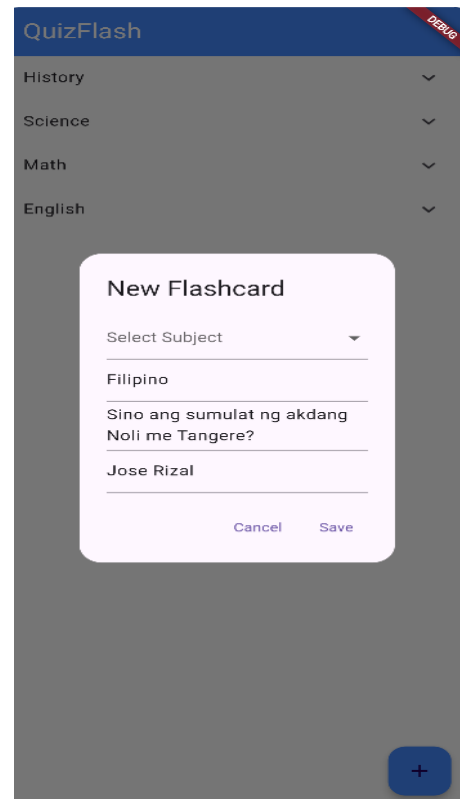 QuizFlash
DEBUG
History
Science
Math
English
New Flashcard
Select Subject
Filipino
Sino ang sumulat ng akdang
Noli me Tangere?
Jose Rizal
Cancel Save
+